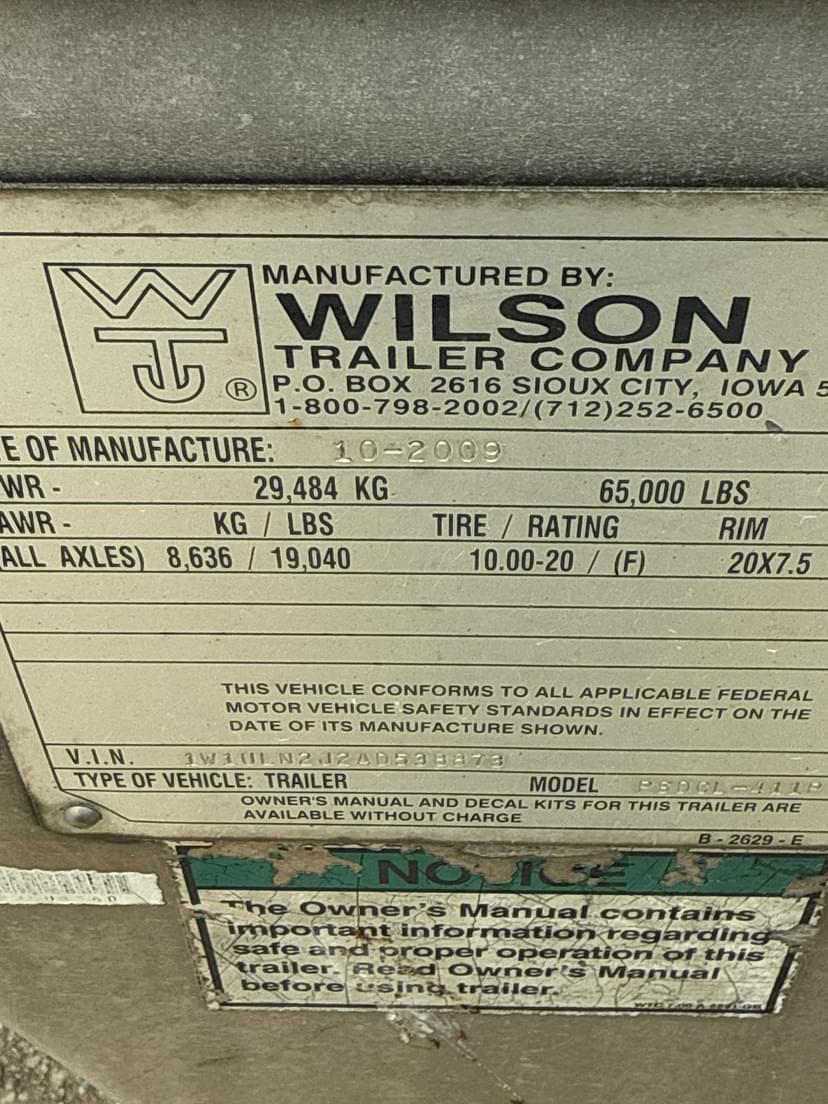 WTC ®
MANUFACTURED BY:
WILSON
TRAILER COMPANY
P.O. BOX 2616 SIOUX CITY, IOWA 5
1-800-798-2002/(712)252-6500
E OF MANUFACTURE: 10-2009
WR - 29,484 KG 65,000 LBS
AWR - KG / LBS TIRE / RATING RIM
(ALL AXLES) 8,636 / 19,040 10.00-20 / (F) 20X7.5
THIS VEHICLE CONFORMS TO ALL APPLICABLE FEDERAL
MOTOR VEHICLE SAFETY STANDARDS IN EFFECT ON THE
DATE OF ITS MANUFACTURE SHOWN.
V.I.N.
TYPE OF VEHICLE: TRAILER MODEL
OWNER'S MANUAL AND DECAL KITS FOR THIS TRAILER ARE
AVAILABLE WITHOUT CHARGE
B - 2629 - E
NOTICE
The Owner's Manual contains
important information regarding
safe and proper operation of this
trailer. Read Owner's Manual
before using trailer.